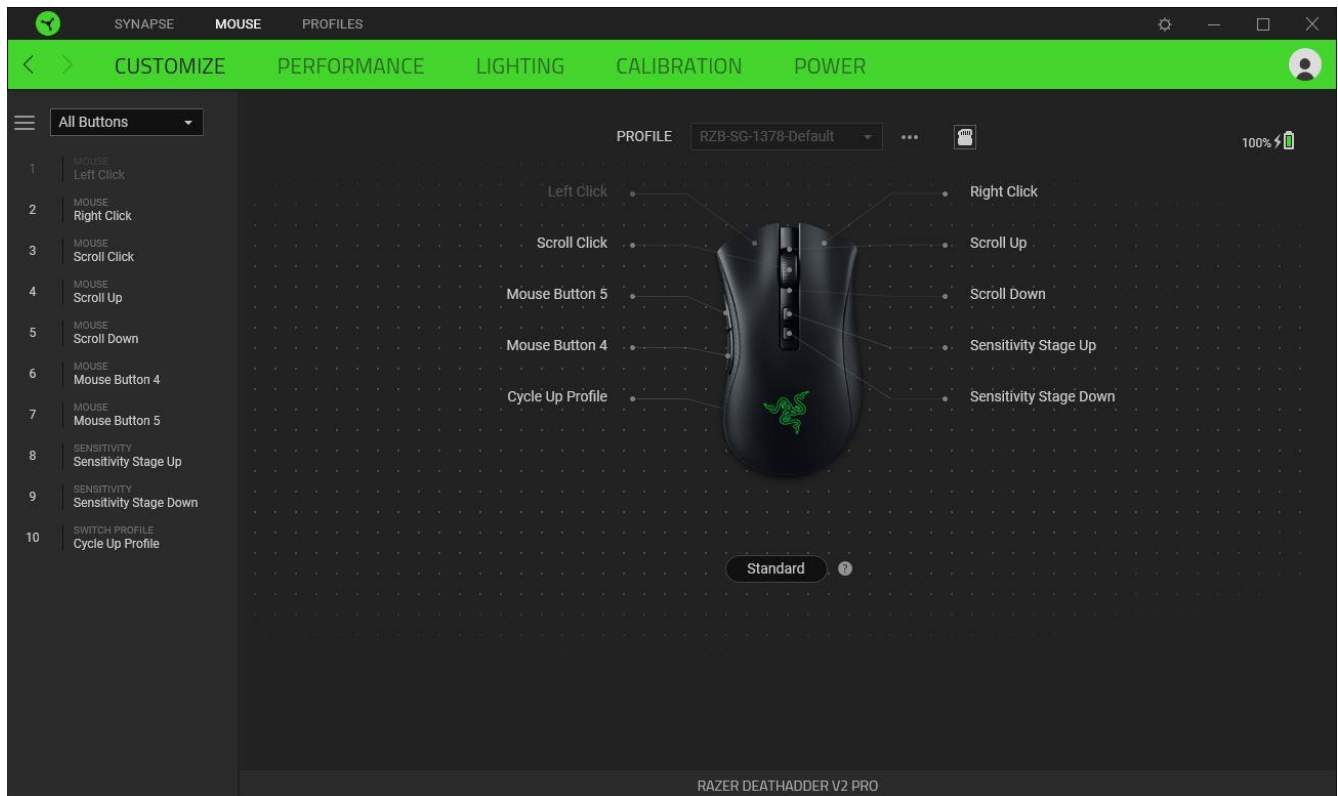 SYNAPSE MOUSE PROFILES
CUSTOMIZE PERFORMANCE LIGHTING CALIBRATION POWER
All Buttons
PROFILE RZB-SG-1378-Default
100%
1 MOUSE
Left Click
2 MOUSE
Right Click
3 MOUSE
Scroll Click
4 MOUSE
Scroll Up
5 MOUSE
Scroll Down
6 MOUSE
Mouse Button 4
7 MOUSE
Mouse Button 5
8 SENSITIVITY
Sensitivity Stage Up
9 SENSITIVITY
Sensitivity Stage Down
10 SWITCH PROFILE
Cycle Up Profile
Left Click
Scroll Click
Mouse Button 5
Mouse Button 4
Cycle Up Profile
Right Click
Scroll Up
Scroll Down
Sensitivity Stage Up
Sensitivity Stage Down
Standard ?
RAZER DEATHADDER V2 PRO